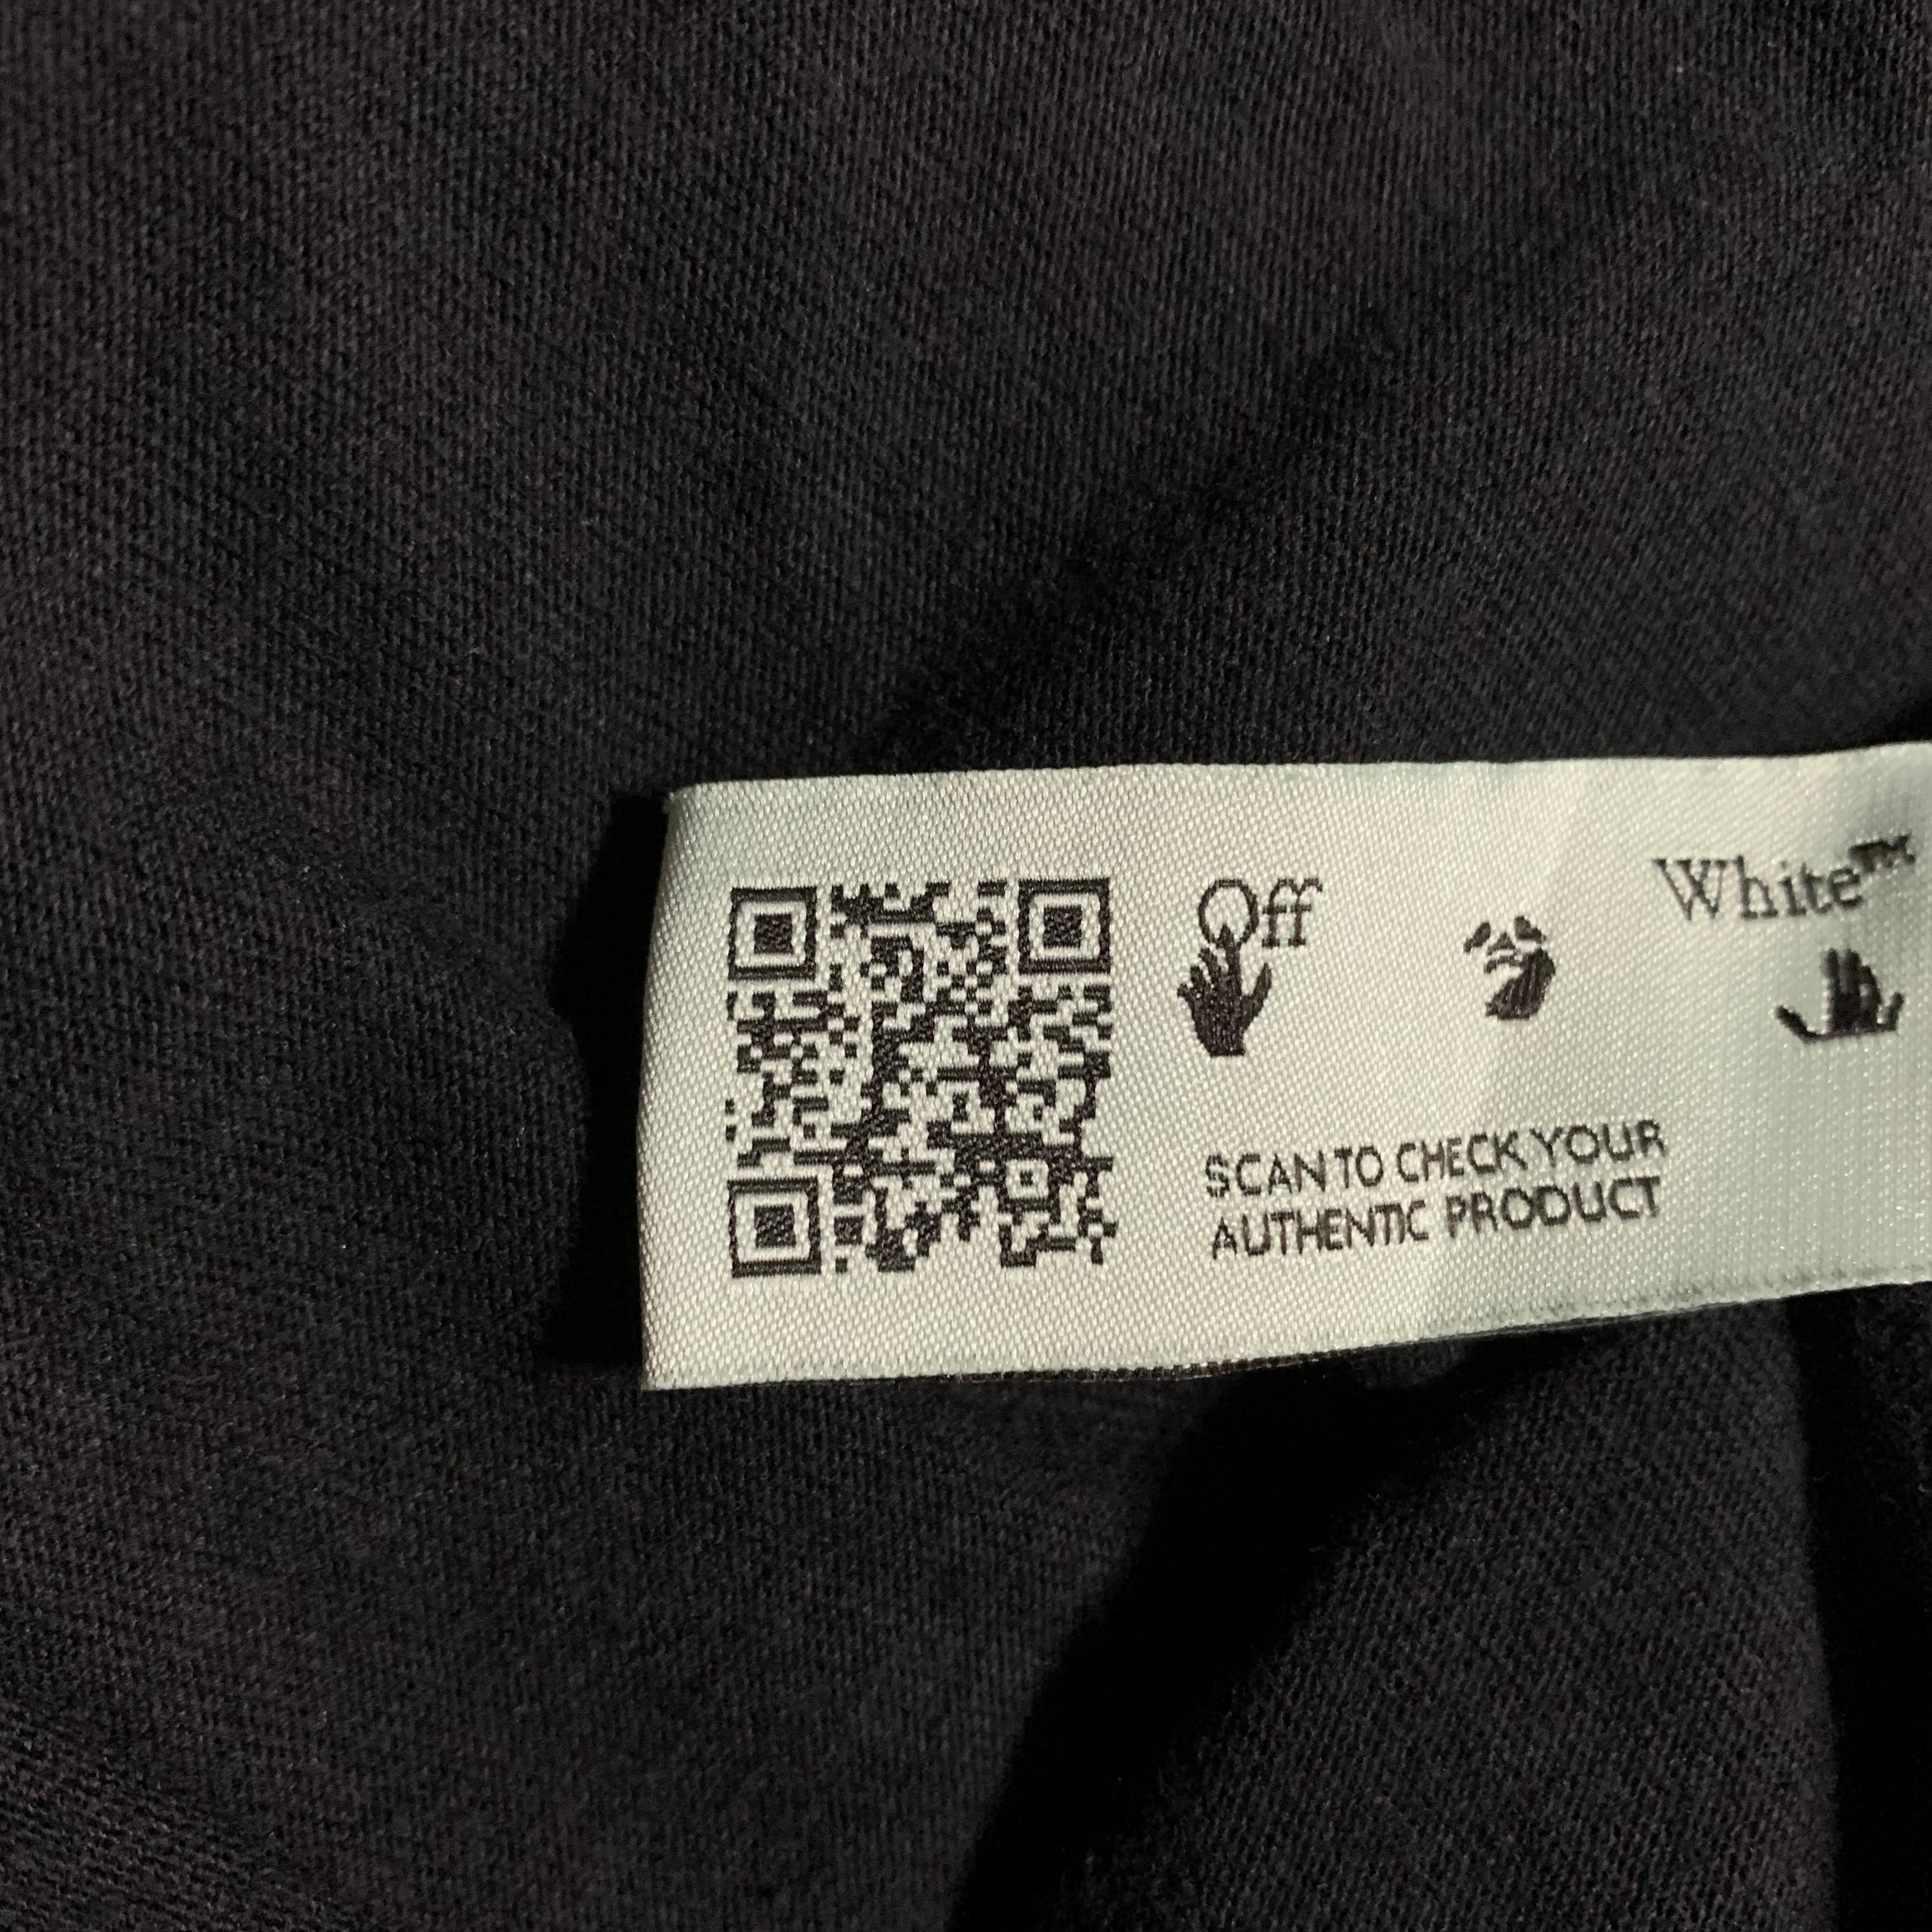 Off White™
SCAN TO CHECK YOUR
AUTHENTIC PRODUCT